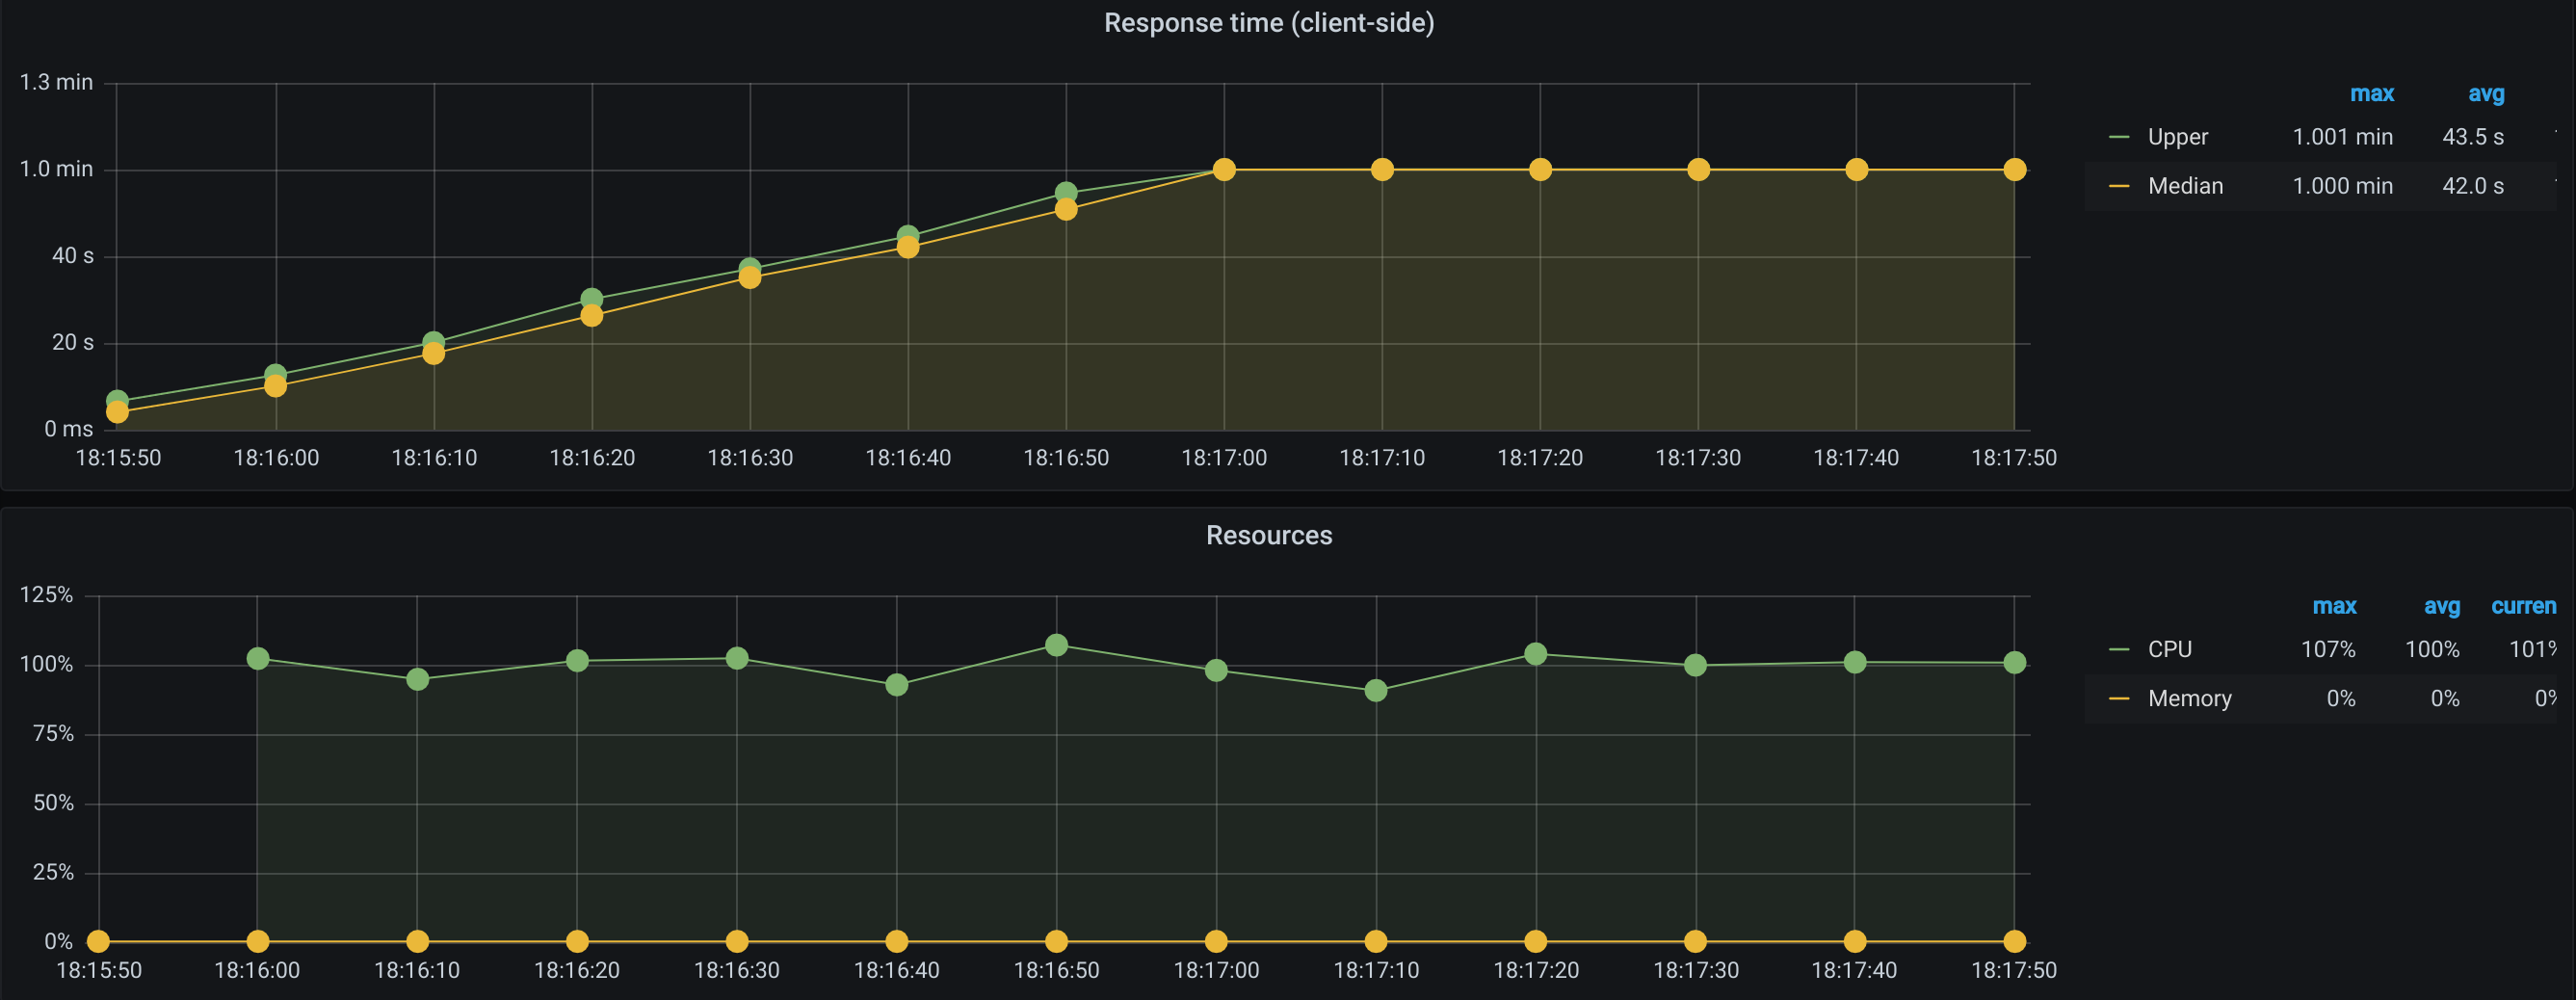 Response time (client-side)
1.3 min
1.0 min
40 s
20 s
0 ms
18:15:50 18:16:00 18:16:10 18:16:20 18:16:30 18:16:40 18:16:50 18:17:00 18:17:10 18:17:20 18:17:30 18:17:40 18:17:50
max avg
Upper 1.001 min 43.5 s
Median 1.000 min 42.0 s
Resources
125%
100%
75%
50%
25%
0%
18:15:50 18:16:00 18:16:10 18:16:20 18:16:30 18:16:40 18:16:50 18:17:00 18:17:10 18:17:20 18:17:30 18:17:40 18:17:50
max avg curren
CPU 107% 100% 101%
Memory 0% 0% 0%